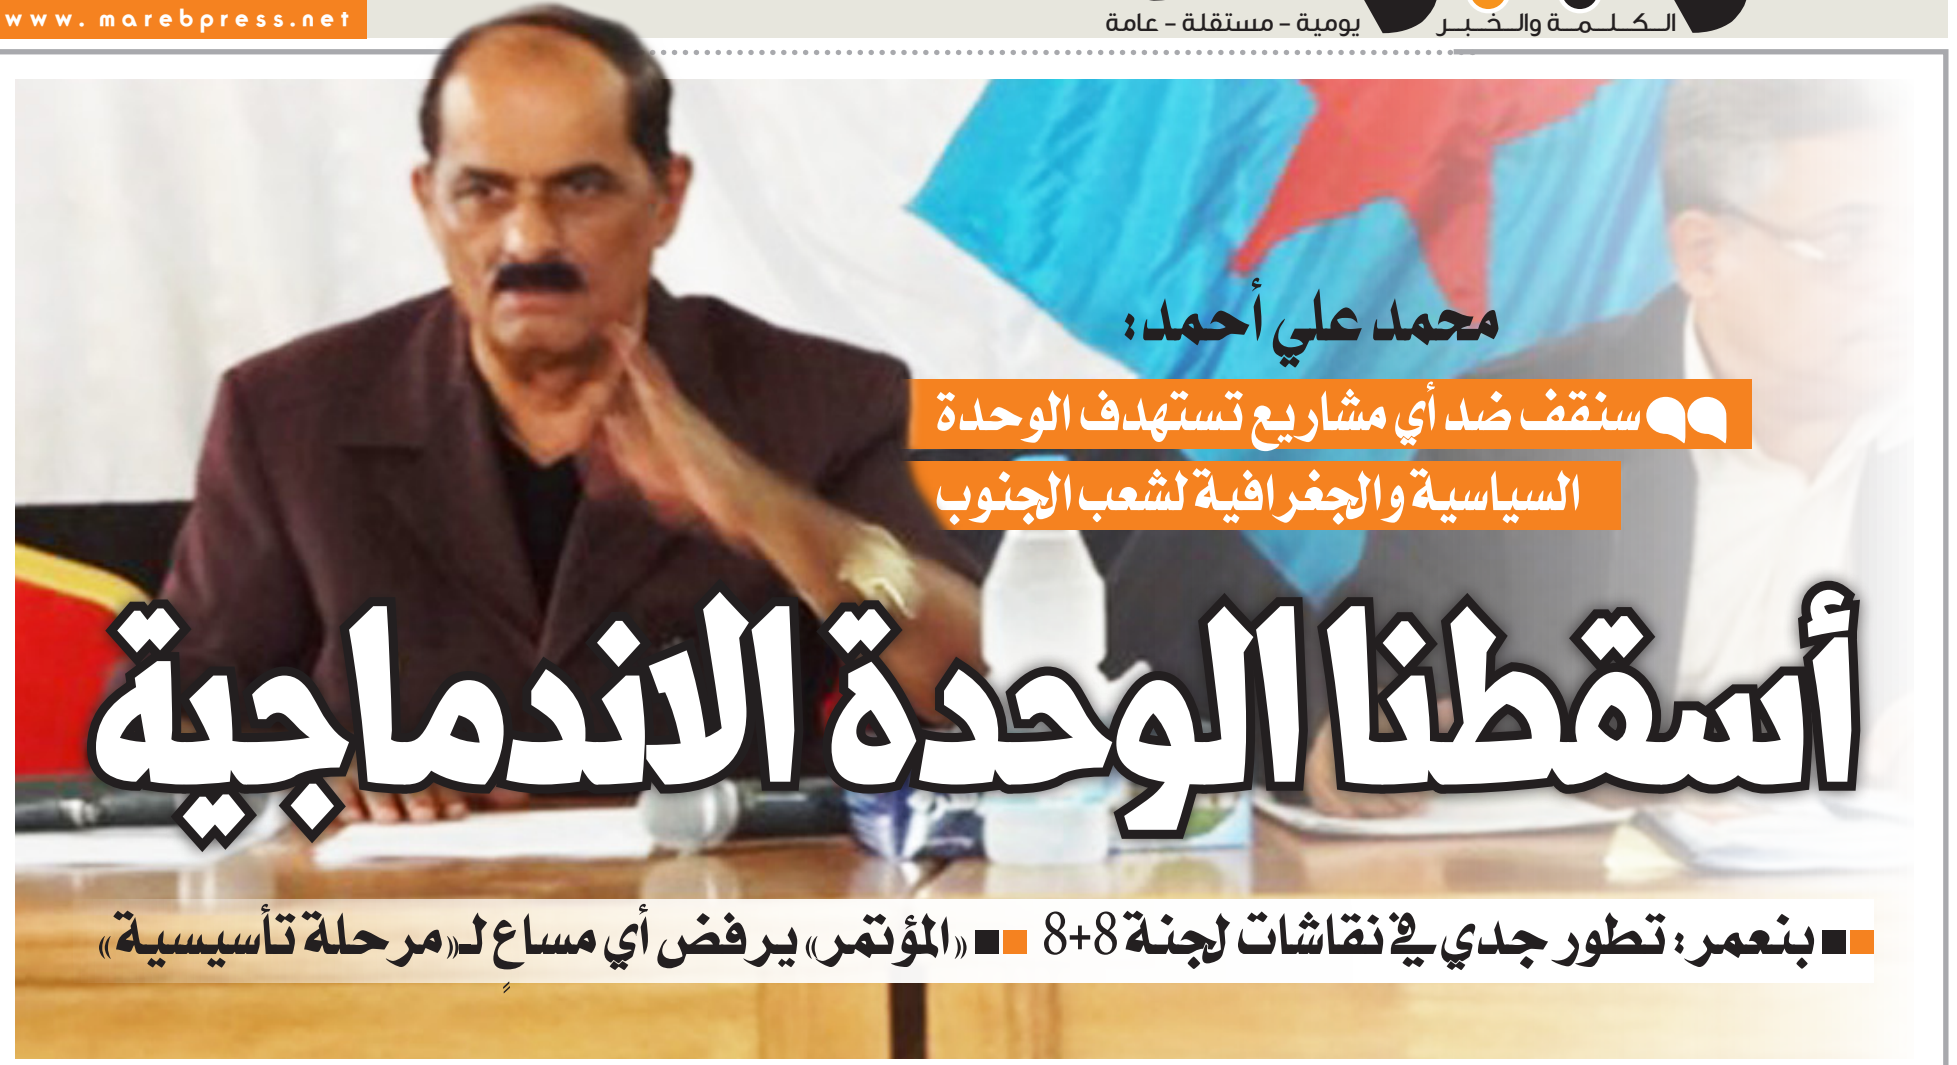 www.marebpress.net
الكلمة والخبر
يومية - مستقلة - عامة
محمد علي أحمد:
سنقف ضد أي مشاريع تستهدف الوحدة
السياسية والجغرافية لشعب الجنوب
أسقطنا الوحدة الاندماجية
بنعمر: تطور جدي في نقاشات لجنة 8+8 «المؤتمر» يرفض أي مساعٍ لـ«مرحلة تأسيسية»